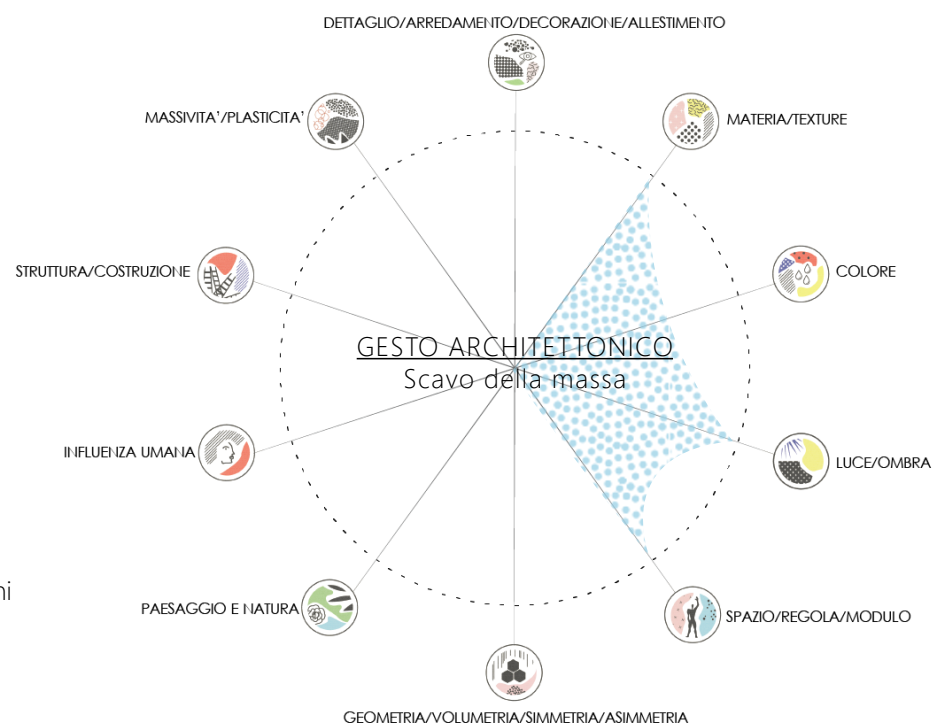 DETTAGLIO/ARREDAMENTO/DECORAZIONE/ALLESTIMENTO
MASSIVITA'/PLASTICITA'
MATERIA/TEXTURE
STRUTTURA/COSTRUZIONE
COLORE
GESTO ARCHITETTONICO
Scavo della massa
INFLUENZA UMANA
LUCE/OMBRA
ni
PAESAGGIO E NATURA
SPAZIO/REGOLA/MODULO
GEOMETRIA/VOLUMETRIA/SIMMETRIA/ASIMMETRIA